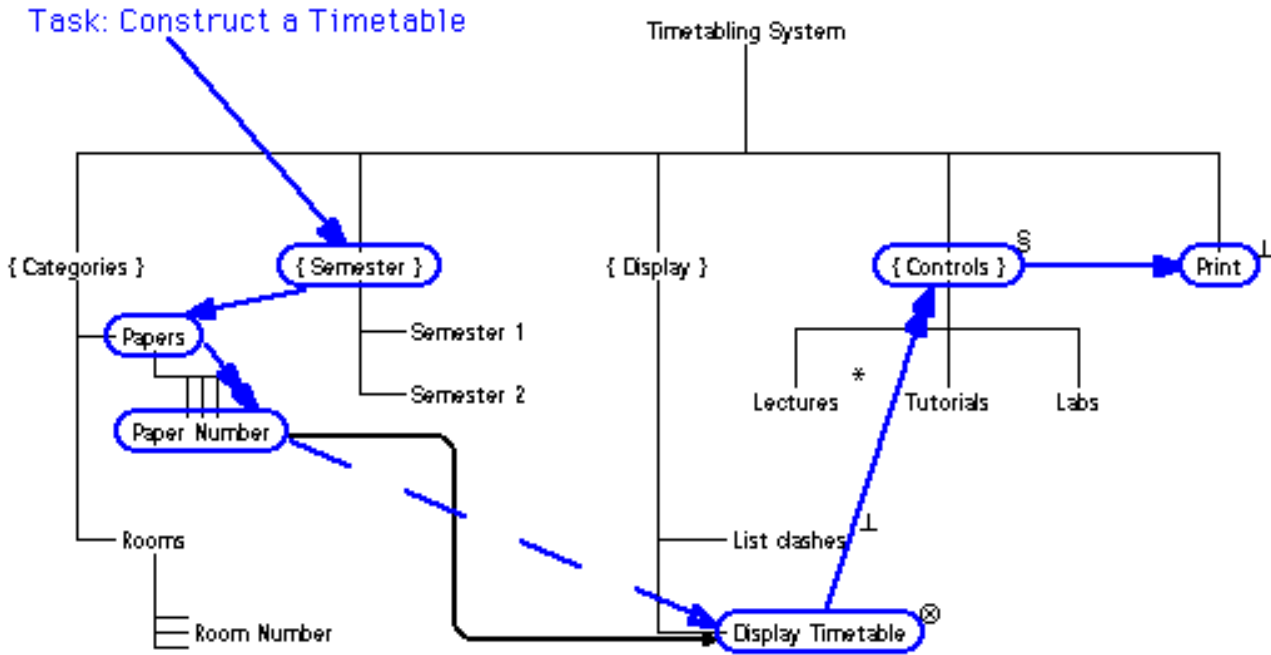 Task: Construct a Timetable
Timetabling System
{ Categories }
{ Semester }
{ Display }
{ Controls }
§
Print
⊥
Papers
Semester 1
Semester 2
Paper Number
*
Lectures
Tutorials
Labs
Rooms
List clashes
⊥
Room Number
Display Timetable
⊗